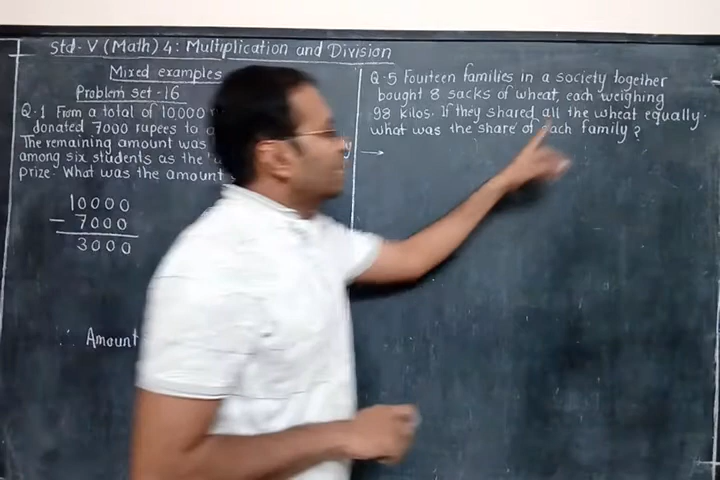 Std - V (Math) 4 : Multiplication and Division
Mixed examples
Problem set - 16
Q.1 From a total of 10000
donated 7000 rupees to
The remaining amount was
among six students as the
prize. What was the amount
10000
- 7000
3000
Amount
Q.5 Fourteen families in a society together
bought 8 sacks of wheat, each weighing
98 kilos. If they shared all the wheat equally.
what was the share of each family ?
→